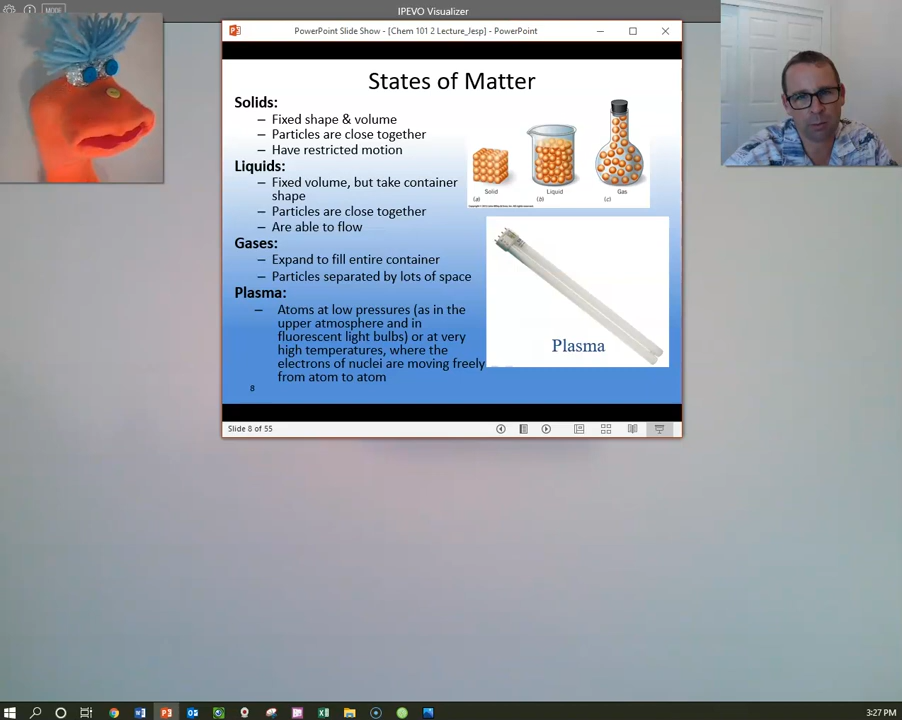 IPEVO Visualizer
MODE
PowerPoint Slide Show - [Chem 101 2 Lecture_Jesp] - PowerPoint
States of Matter
Solids:
– Fixed shape & volume
– Particles are close together
– Have restricted motion
Liquids:
– Fixed volume, but take container
shape
– Particles are close together
– Are able to flow
Gases:
– Expand to fill entire container
– Particles separated by lots of space
Plasma:
– Atoms at low pressures (as in the
upper atmosphere and in
fluorescent light bulbs) or at very
high temperatures, where the
electrons of nuclei are moving freely
from atom to atom
Solid
Liquid
Gas
(a)
(b)
(c)
Plasma
8
Slide 8 of 55
3:27 PM